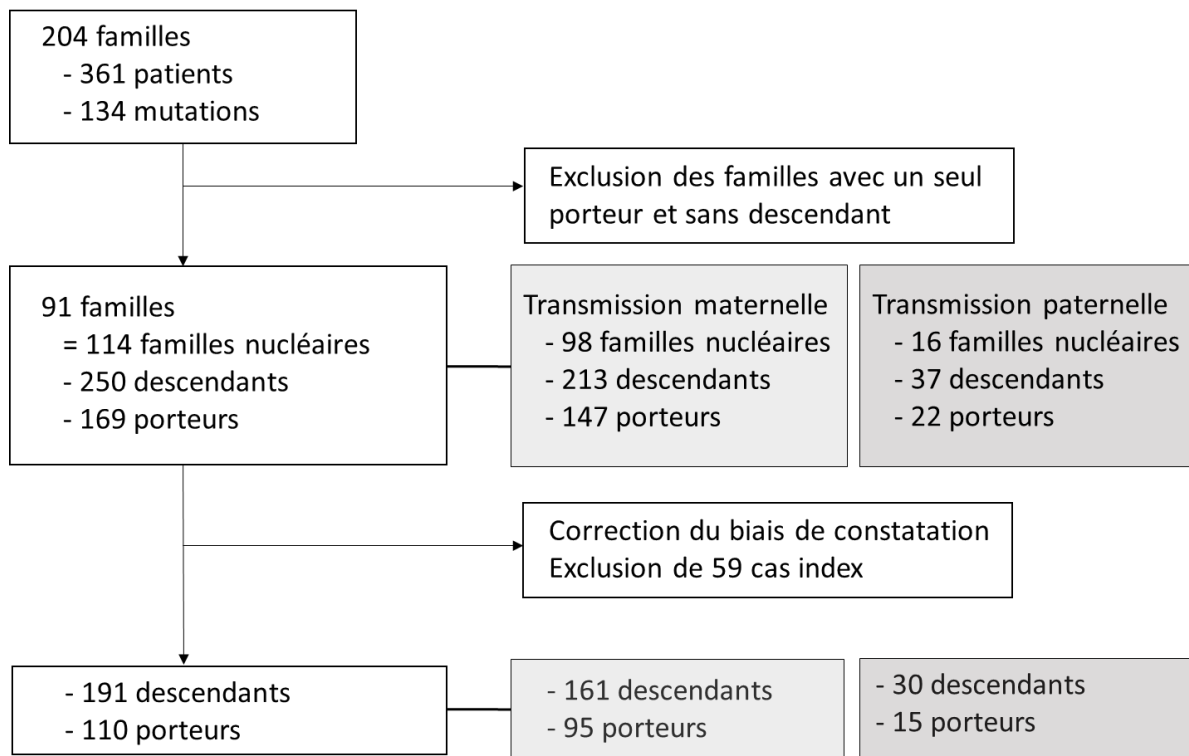 204 familles
- 361 patients
- 134 mutations
Exclusion des familles avec un seul
porteur et sans descendant
91 familles
= 114 familles nucléaires
- 250 descendants
- 169 porteurs
Transmission maternelle
- 98 familles nucléaires
- 213 descendants
- 147 porteurs
Transmission paternelle
- 16 familles nucléaires
- 37 descendants
- 22 porteurs
Correction du biais de constatation
Exclusion de 59 cas index
- 191 descendants
- 110 porteurs
- 161 descendants
- 95 porteurs
- 30 descendants
- 15 porteurs